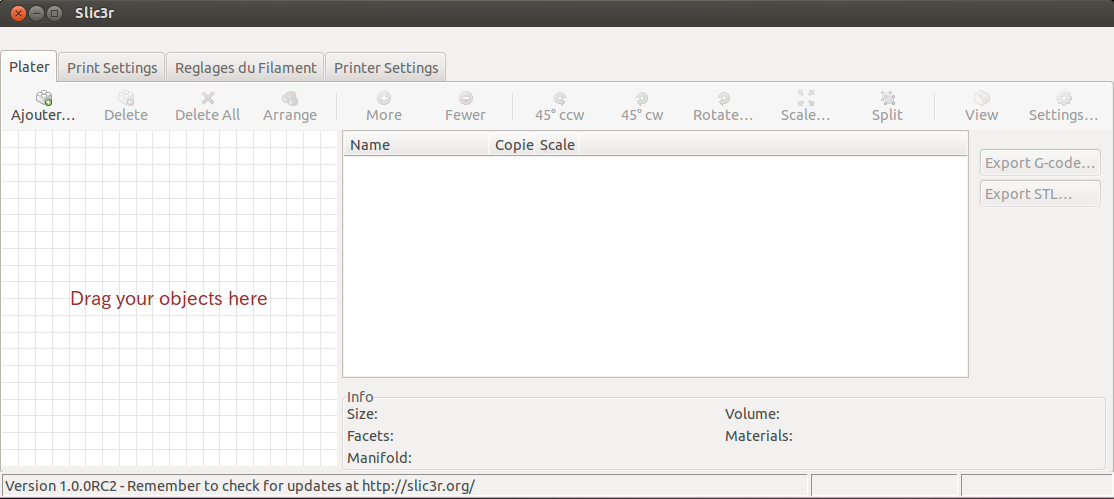 Slic3r
Plater Print Settings Reglages du Filament Printer Settings
Ajouter… Delete Delete All Arrange More Fewer 45° ccw 45° cw Rotate… Scale… Split View Settings…
Name Copie Scale
Export G-code…
Export STL…
Drag your objects here
Info
Size: Volume:
Facets: Materials:
Manifold:
Version 1.0.0RC2 - Remember to check for updates at http://slic3r.org/